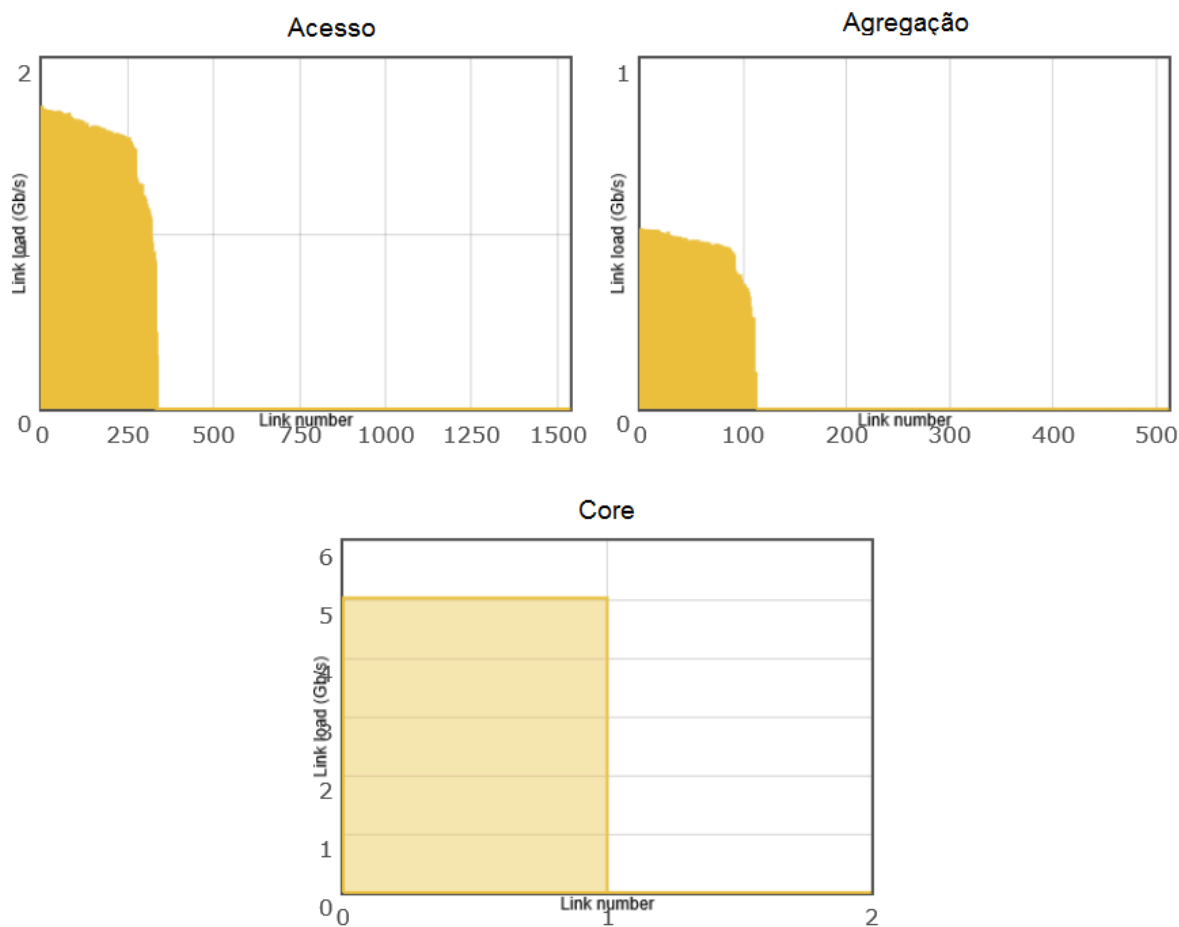 Acesso
2
1
0
Link load (Gb/s)
0 250 500 750 1000 1250 1500
Link number
Agregação
1
0
Link load (Gb/s)
0 100 200 300 400 500
Link number
Core
6
5
4
3
2
1
0
Link load (Gb/s)
0 1 2
Link number